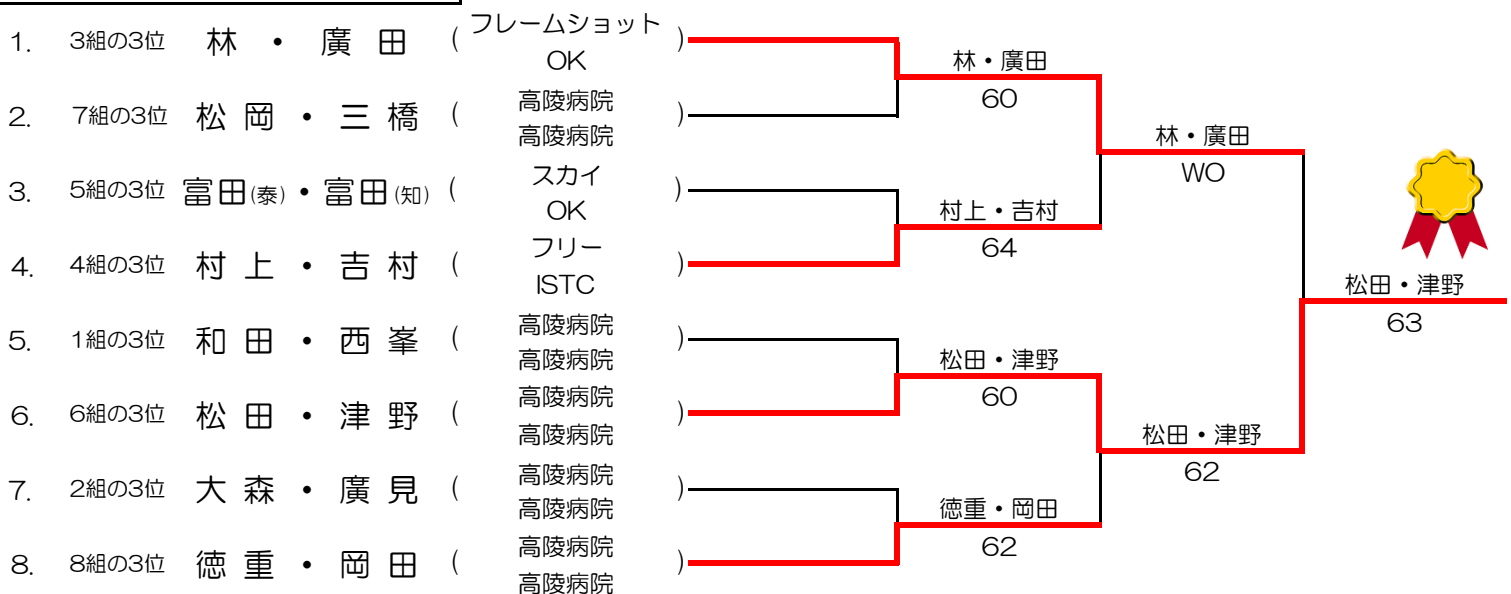 1. 3組の3位 林・廣田 ( フレームショット OK )
2. 7組の3位 松岡・三橋 ( 高陵病院 高陵病院 )
3. 5組の3位 富田(泰)・富田(知) ( スカイ OK )
4. 4組の3位 村上・吉村 ( フリー ISTC )
5. 1組の3位 和田・西峯 ( 高陵病院 高陵病院 )
6. 6組の3位 松田・津野 ( 高陵病院 高陵病院 )
7. 2組の3位 大森・廣見 ( 高陵病院 高陵病院 )
8. 8組の3位 徳重・岡田 ( 高陵病院 高陵病院 )
林・廣田
60
村上・吉村
64
松田・津野
60
徳重・岡田
62
林・廣田
WO
松田・津野
62
松田・津野
63